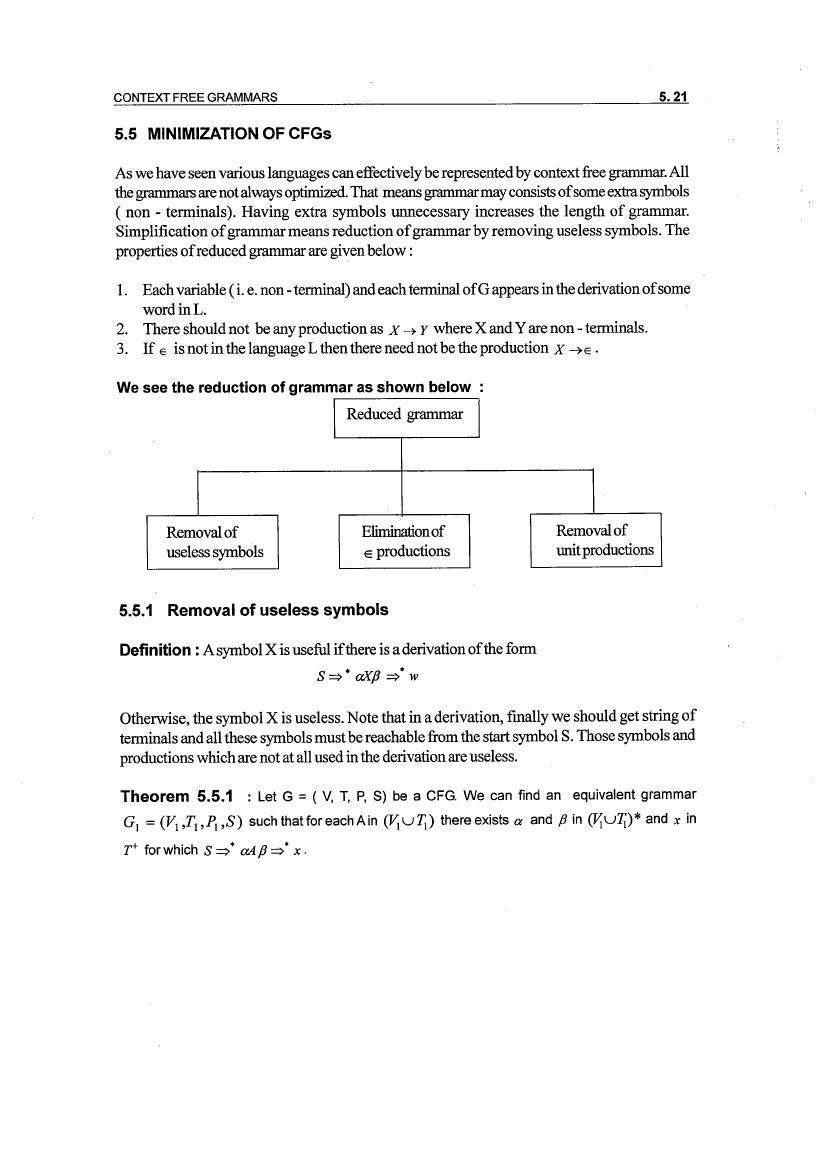 CONTEXT FREE GRAMMARS 5. 21
5.5 MINIMIZATION OF CFGs
As we have seen various languages can effectively be represented by context free grammar. All
the grammars are not always optimized. That means grammar may consists of some extra symbols
( non - terminals). Having extra symbols unnecessary increases the length of grammar.
Simplification of grammar means reduction of grammar by removing useless symbols. The
properties of reduced grammar are given below :
1. Each variable ( i. e. non - terminal) and each terminal of G appears in the derivation of some
word in L.
2. There should not be any production as X → Y where X and Y are non - terminals.
3. If ∈ is not in the language L then there need not be the production X →∈ .
We see the reduction of grammar as shown below :
Reduced grammar
Removal of
useless symbols
Elimination of
∈ productions
Removal of
unit productions
5.5.1 Removal of useless symbols
Definition : A symbol X is useful if there is a derivation of the form
S ⇒* αXβ ⇒* w
Otherwise, the symbol X is useless. Note that in a derivation, finally we should get string of
terminals and all these symbols must be reachable from the start symbol S. Those symbols and
productions which are not at all used in the derivation are useless.
Theorem 5.5.1 : Let G = ( V, T, P, S) be a CFG. We can find an equivalent grammar
G₁ = (V₁ ,T₁ ,P₁ ,S ) such that for each A in (V₁ ∪ T₁ ) there exists α and β in (V₁∪T₁)* and x in
T⁺ for which S ⇒* αA β ⇒* x .